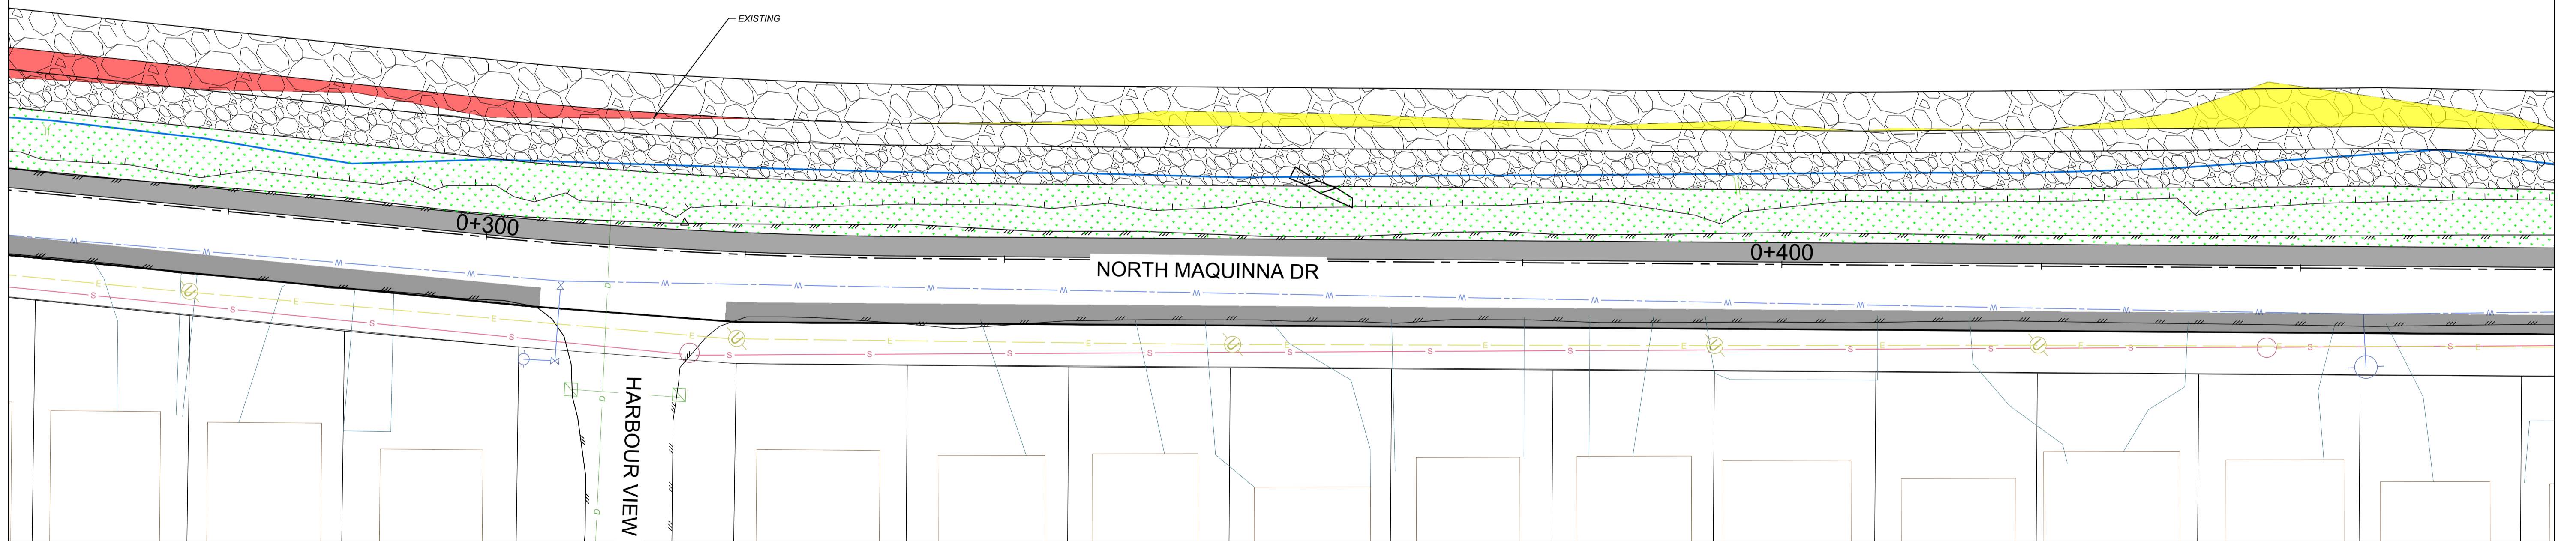 EXISTING
0+300
0+400
NORTH MAQUINNA DR
W W W W W W W W W W W W W W W W W W W
E E E E E E E E E E E
S S S S S S S S S S S S S
D
D
D
HARBOUR VIEW